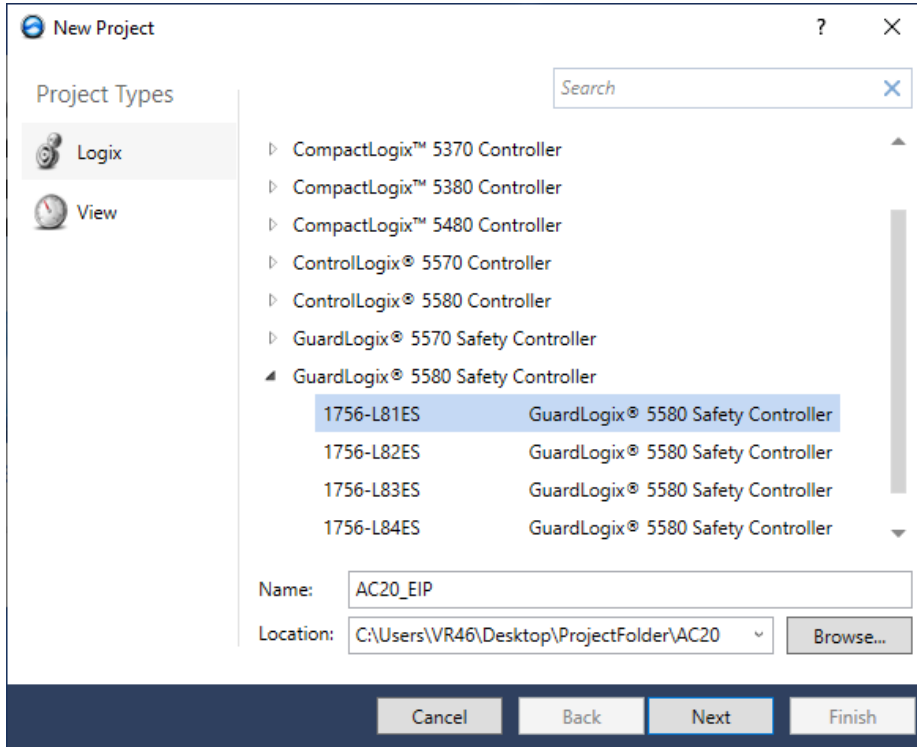 New Project
?
Project Types
Search
Logix
View
CompactLogix™ 5370 Controller
CompactLogix™ 5380 Controller
CompactLogix™ 5480 Controller
ControlLogix® 5570 Controller
ControlLogix® 5580 Controller
GuardLogix® 5570 Safety Controller
GuardLogix® 5580 Safety Controller
1756-L81ES GuardLogix® 5580 Safety Controller
1756-L82ES GuardLogix® 5580 Safety Controller
1756-L83ES GuardLogix® 5580 Safety Controller
1756-L84ES GuardLogix® 5580 Safety Controller
Name: AC20_EIP
Location: C:\Users\VR46\Desktop\ProjectFolder\AC20 Browse...
Cancel Back Next Finish